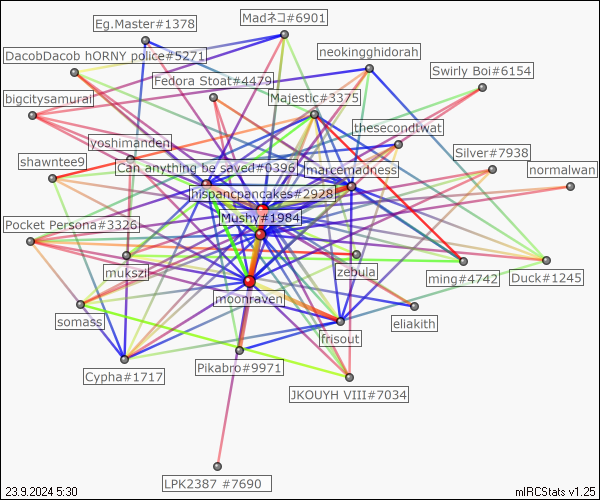 Madネコ#6901
Eg.Master#1378
neokingghidorah
DacobDacob hORNY police#5271
Swirly Boi#6154
Fedora Stoat#4479
bigcitysamurai
Majestic#3375
thesecondtwat
yoshimanden
Silver#7938
shawntee9
Can anything be saved#0396
marcemadness
normalwan
hispancpancakes#2928
Mushy#1984
Pocket Persona#3326
mukszi
zebula
ming#4742
Duck#1245
moonraven
somass
eliakith
frisout
Pikabro#9971
Cypha#1717
JKOUYH VIII#7034
LPK2387 #7690
23.9.2024 5:30
mIRCStats v1.25